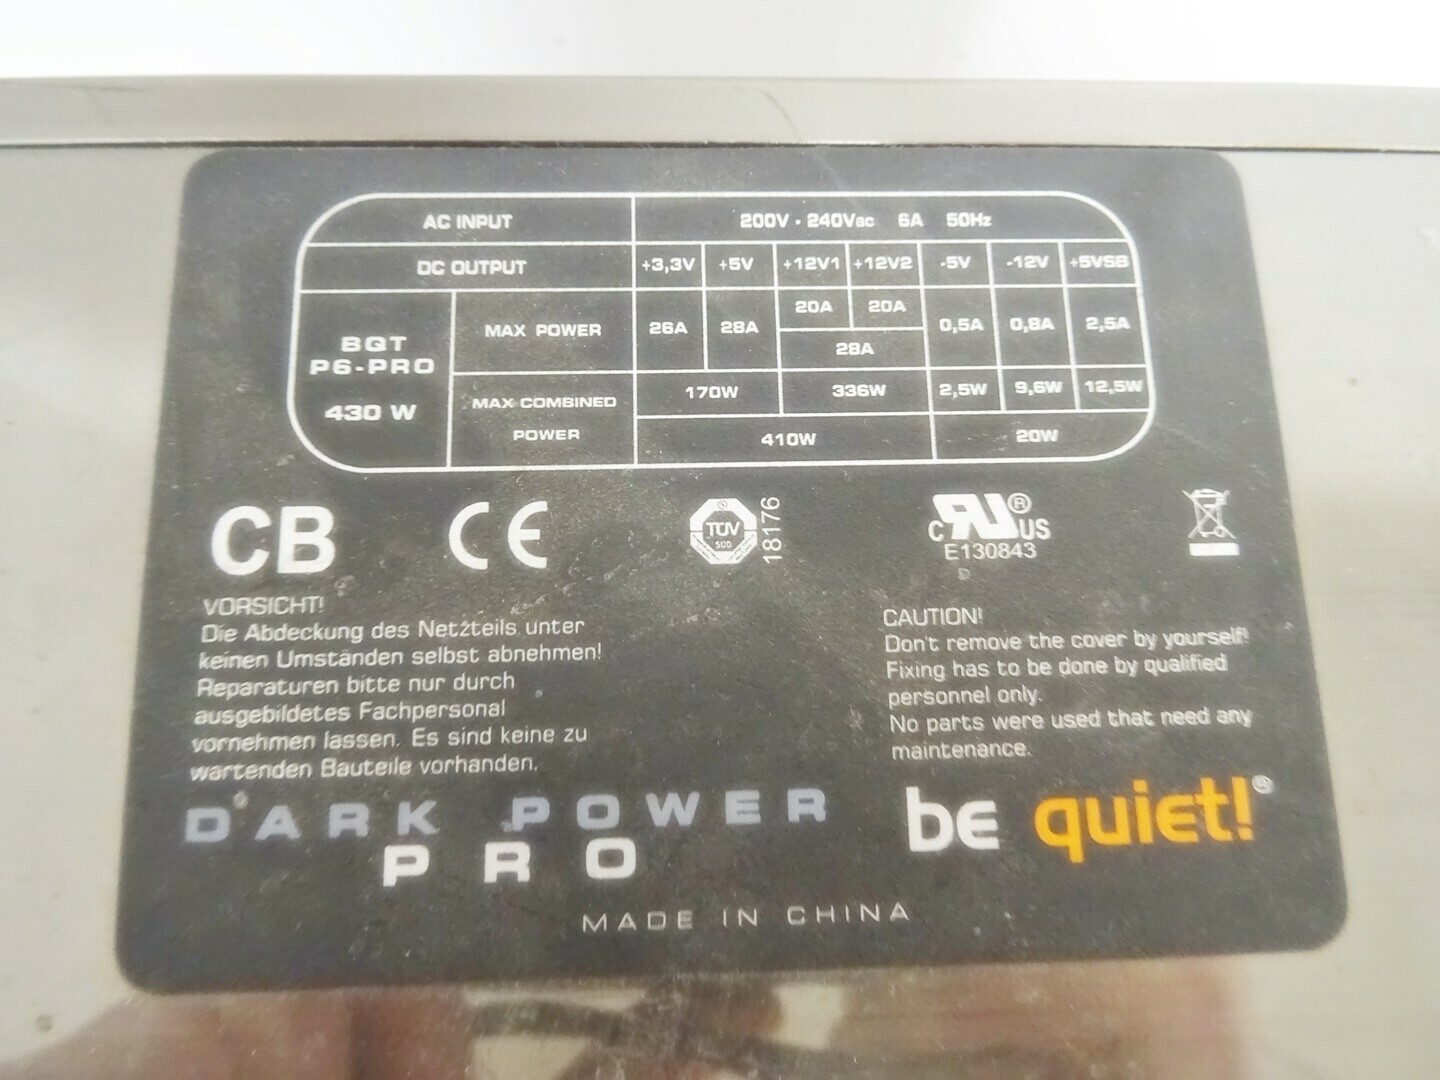 AC INPUT 200V - 240Vac 6A 50Hz
DC OUTPUT +3,3V +5V +12V1 +12V2 -5V -12V +5VSB
BQT P6-PRO 430 W
MAX POWER 26A 28A 20A 20A 0,5A 0,8A 2,5A
28A
MAX COMBINED POWER 170W 336W 2,5W 9,6W 12,5W
410W 20W
CB CE TÜV SÜD 18176 C RU ® US
E130843
VORSICHT!
Die Abdeckung des Netzteils unter
keinen Umständen selbst abnehmen!
Reparaturen bitte nur durch
ausgebildetes Fachpersonal
vornehmen lassen. Es sind keine zu
wartenden Bauteile vorhanden.
CAUTION!
Don't remove the cover by yourself!
Fixing has to be done by qualified
personnel only.
No parts were used that need any
maintenance.
DARK POWER
PRO
be quiet!®
MADE IN CHINA